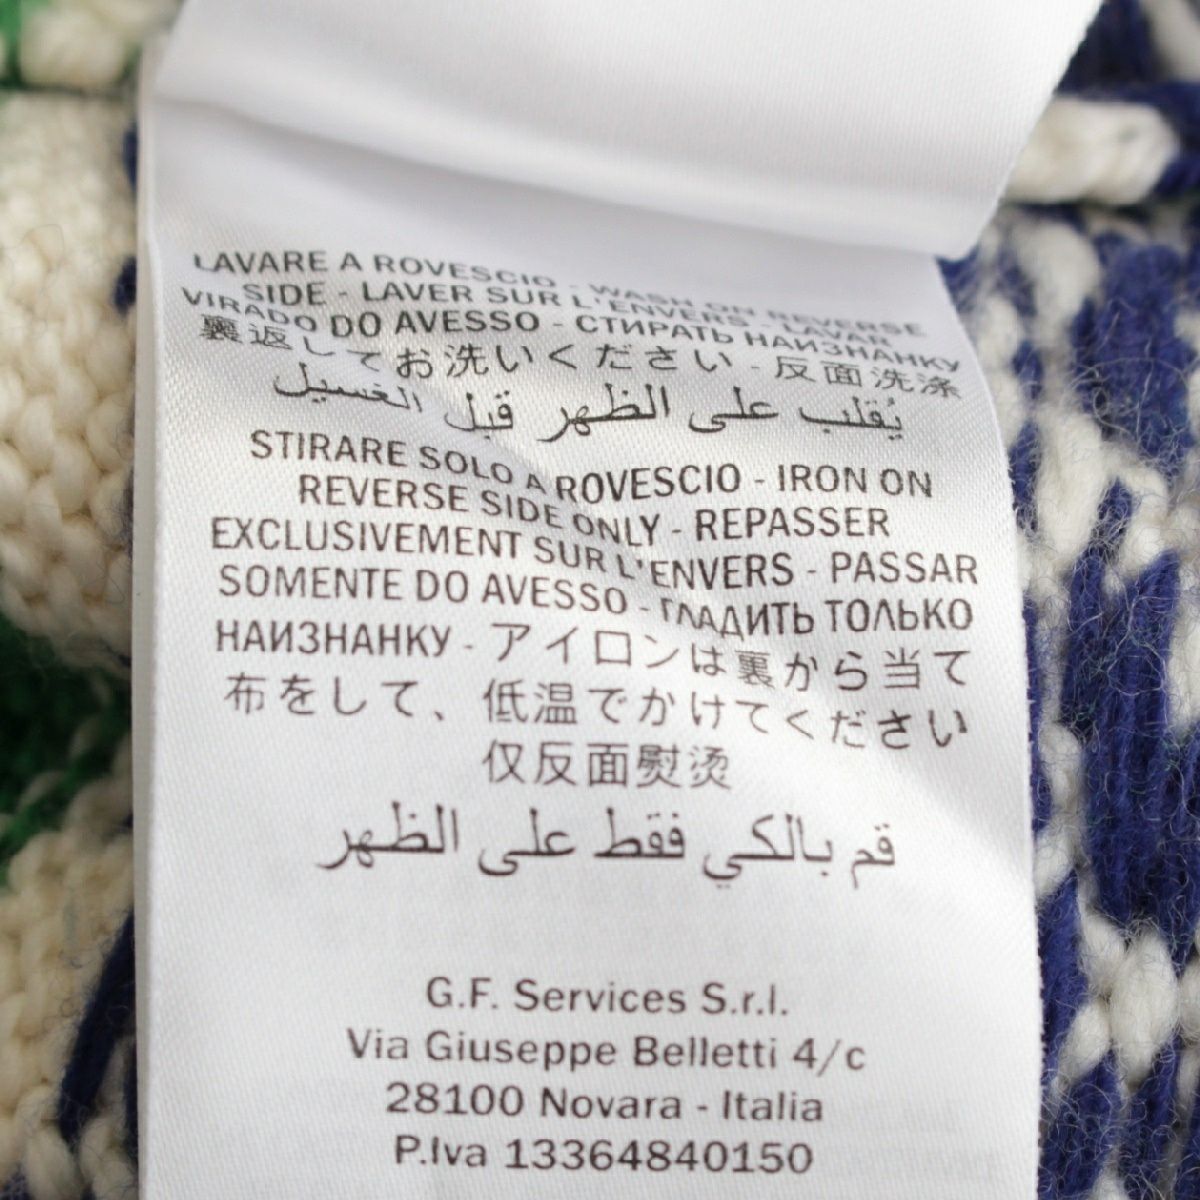 LAVARE A ROVESCIO - WASH ON REVERSE
SIDE - LAVER SUR L'ENVERS - LAVAR
VIRADO DO AVESSO - СТИРАТЬ НАИЗНАНКУ
裏返してお洗いください - 反面洗涤
يُقلب على الظهر قبل الغسيل
STIRARE SOLO A ROVESCIO - IRON ON
REVERSE SIDE ONLY - REPASSER
EXCLUSIVEMENT SUR L'ENVERS - PASSAR
SOMENTE DO AVESSO - ГЛАДИТЬ ТОЛЬКО
НАИЗНАНКУ - アイロンは裏から当て
布をして、低温でかけてください
仅反面熨烫
قم بالكي فقط على الظهر
G.F. Services S.r.l.
Via Giuseppe Belletti 4/c
28100 Novara - Italia
P.Iva 13364840150